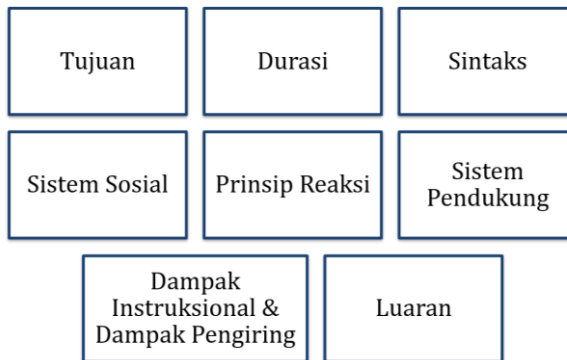 Tujuan
Durasi
Sintaks
Sistem Sosial
Prinsip Reaksi
Sistem
Pendukung
Dampak
Instruksional &
Dampak Pengiring
Luaran